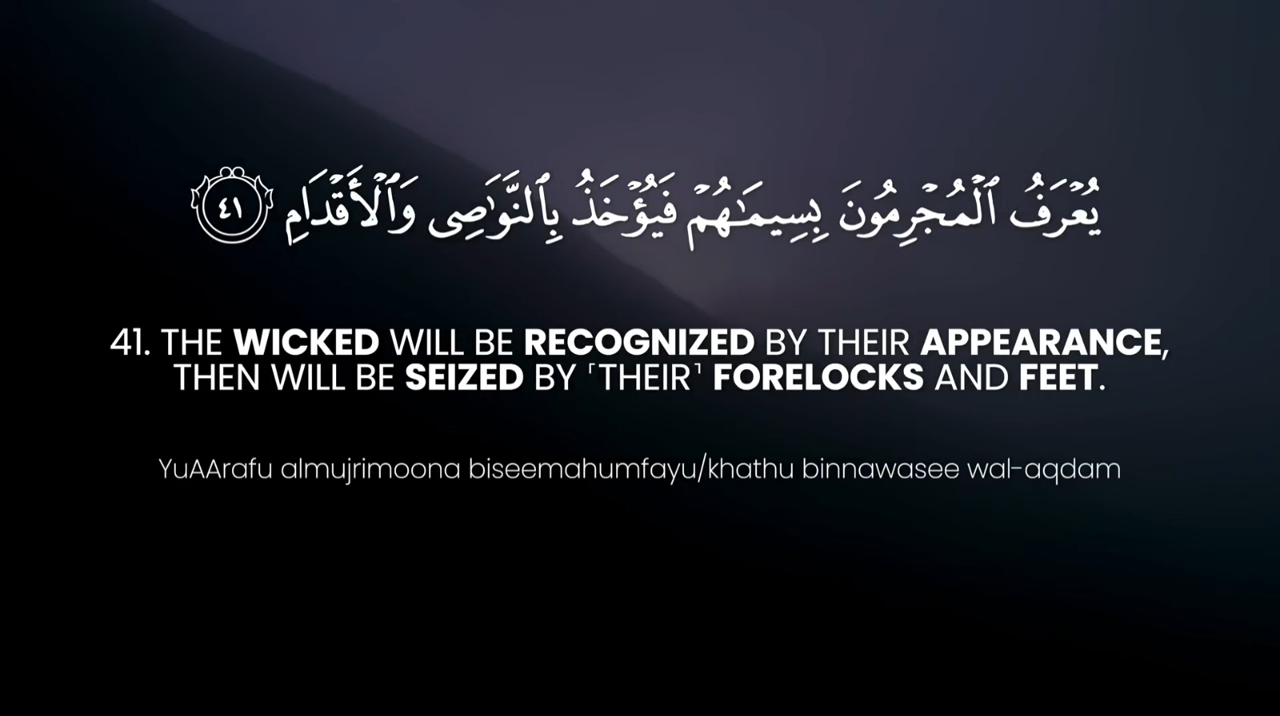 يُعْرَفُ ٱلْمُجْرِمُونَ بِسِيمَـٰهُمْ فَيُؤْخَذُ بِٱلنَّوَٰصِى وَٱلْأَقْدَامِ ٤١
41. THE WICKED WILL BE RECOGNIZED BY THEIR APPEARANCE,
THEN WILL BE SEIZED BY ˹THEIR˺ FORELOCKS AND FEET.
YuAArafu almujrimoona biseemahumfayu/khathu binnawasee wal-aqdam